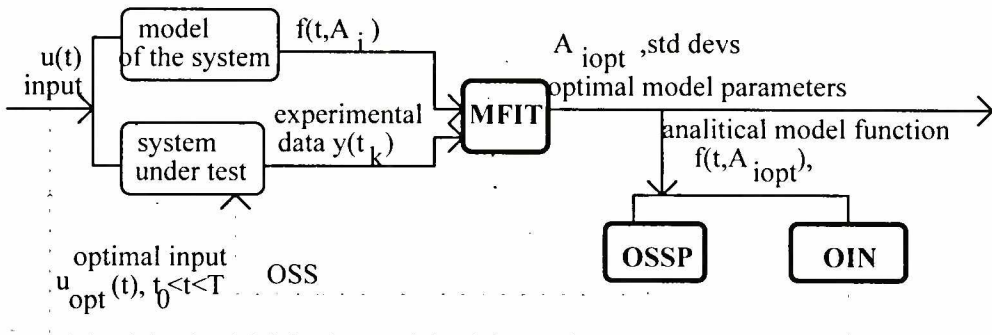 model
of the system
f(t,A i)
u(t)
input
A iopt ,std devs
optimal model parameters
MFIT
experimental
data y(t k)
system
under test
analitical model function
f(t,A iopt),
OSSP
OIN
optimal input
u opt (t), t 0<t<T
OSS